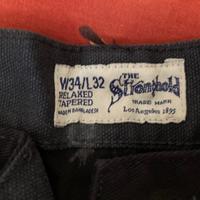 W34/L32
RELAXED
TAPERED
MADE IN BANGLADESH
THE
Stronghold
TRADE MARK
Los Angeles 1895